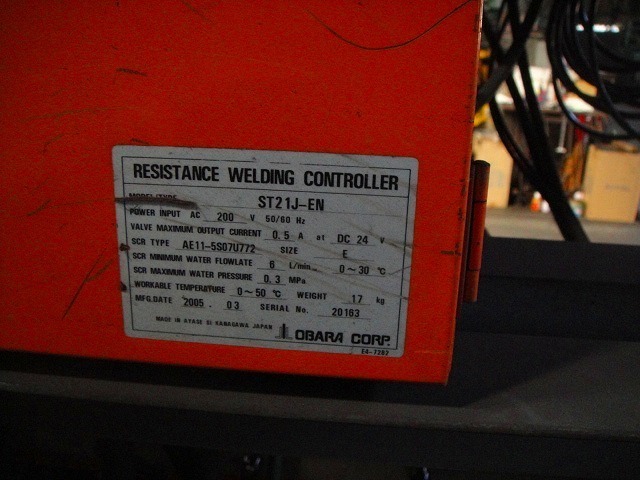 RESISTANCE WELDING CONTROLLER
MODEL/TYPE ST21J-EN
POWER INPUT AC 200 V 50/60 Hz
VALVE MAXIMUM OUTPUT CURRENT 0.5 A at DC 24 V
SCR TYPE AE11-5S07U772 SIZE E
SCR MINIMUM WATER FLOWLATE 6 L/min. 0~30℃
SCR MAXIMUM WATER PRESSURE 0.3 MPa
WORKABLE TEMPERATURE 0~50 ℃ WEIGHT 17 kg
MFG.DATE 2005. 03 SERIAL No. 20163
MADE IN AYASE SI KANAGAWA JAPAN OBARA CORP.
E4-7282